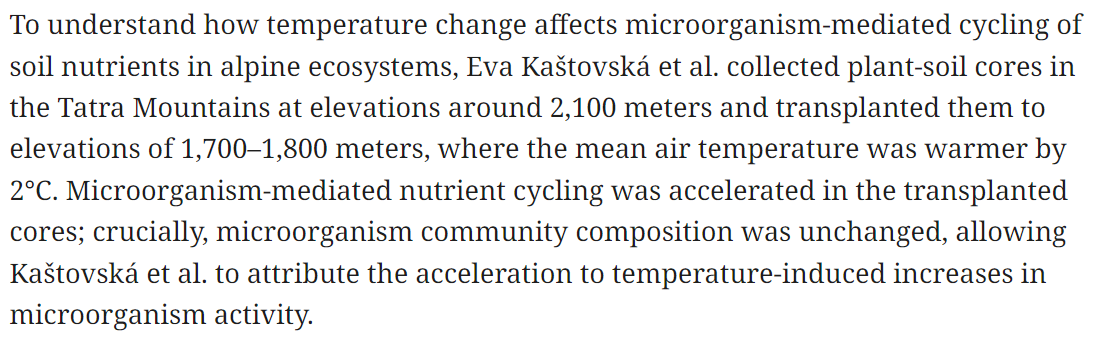 To understand how temperature change affects microorganism-mediated cycling of
soil nutrients in alpine ecosystems, Eva Kaštovská et al. collected plant-soil cores in
the Tatra Mountains at elevations around 2,100 meters and transplanted them to
elevations of 1,700–1,800 meters, where the mean air temperature was warmer by
2°C. Microorganism-mediated nutrient cycling was accelerated in the transplanted
cores; crucially, microorganism community composition was unchanged, allowing
Kaštovská et al. to attribute the acceleration to temperature-induced increases in
microorganism activity.